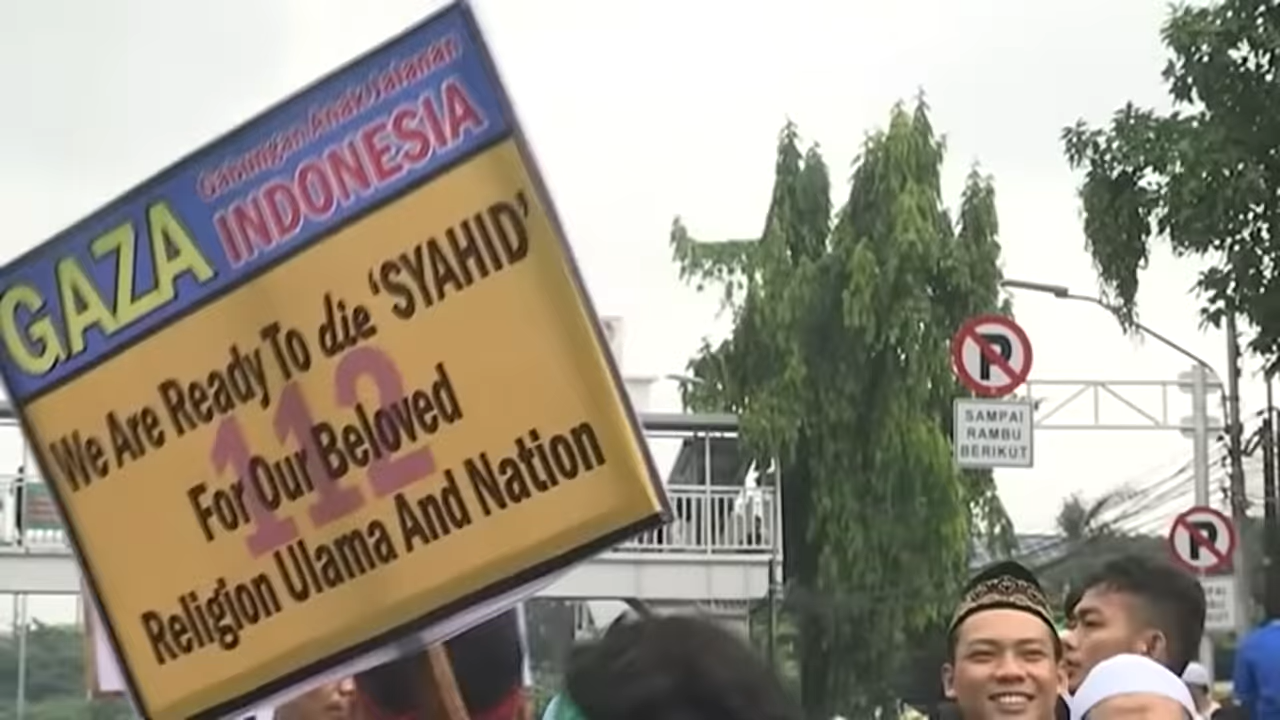 Gabungan Anak Jalanan
GAZA INDONESIA
We Are Ready To die 'SYAHID'
112
For Our Beloved
Religion Ulama And Nation
P
SAMPAI
RAMBU
BERIKUT
P